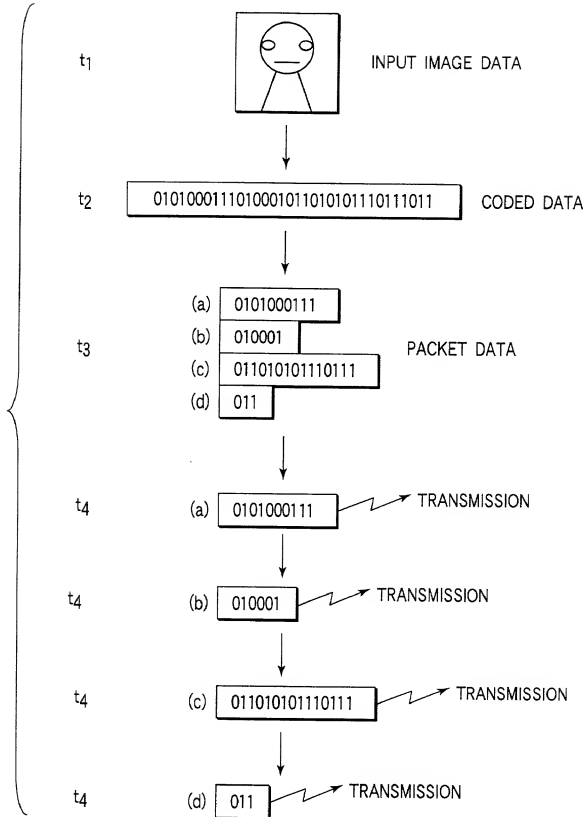 t1 INPUT IMAGE DATA
t2 0101000111010001011010101110111011 CODED DATA
t3 PACKET DATA
(a) 0101000111
(b) 010001
(c) 011010101110111
(d) 011
t4 (a) 0101000111 TRANSMISSION
t4 (b) 010001 TRANSMISSION
t4 (c) 011010101110111 TRANSMISSION
t4 (d) 011 TRANSMISSION